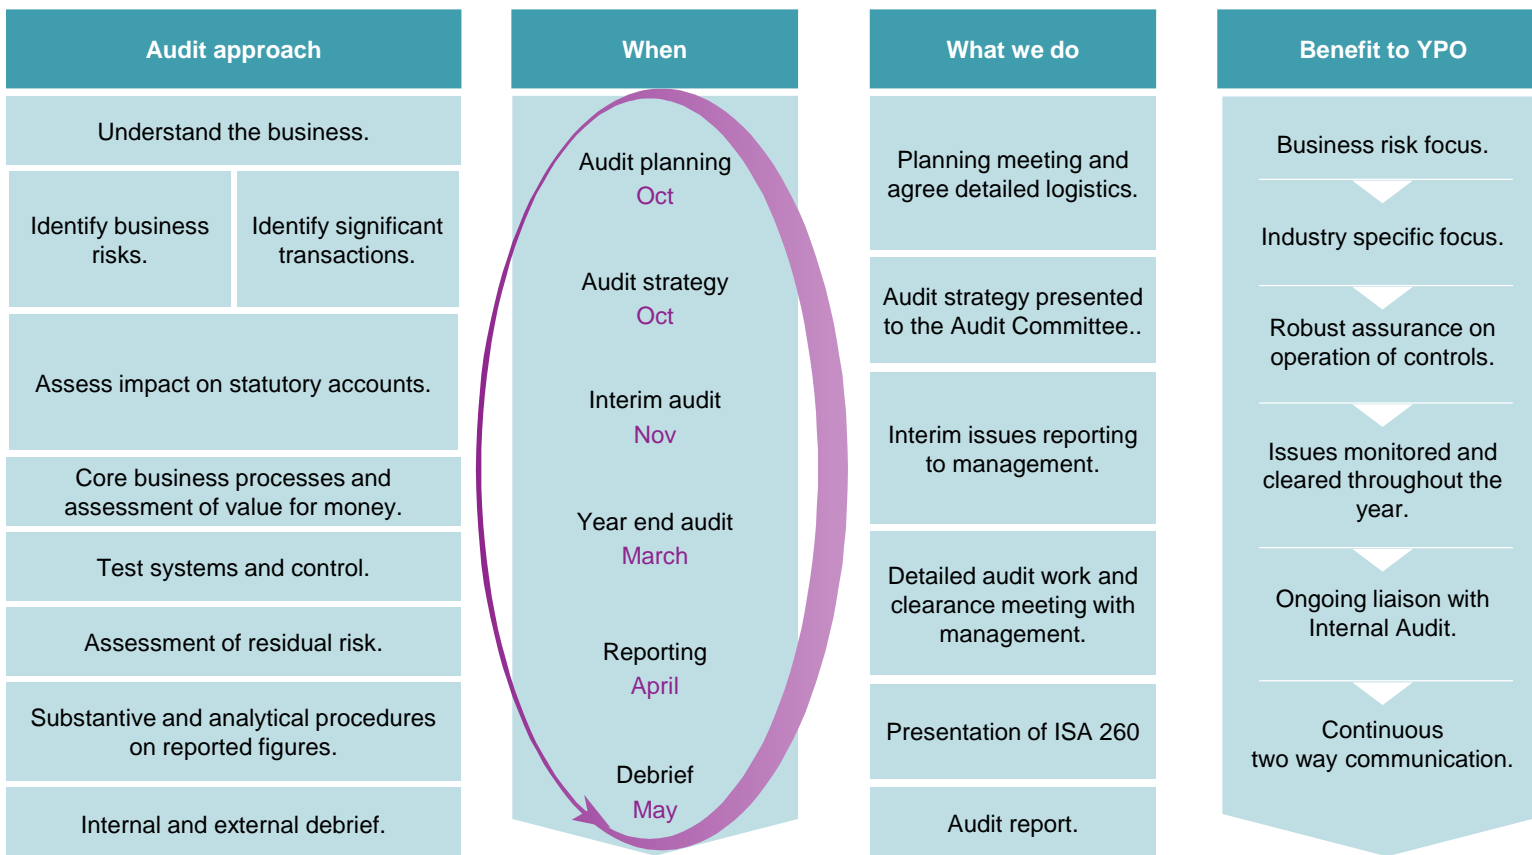 Audit approach
Understand the business.
Identify business
risks.
Identify significant
transactions.
Assess impact on statutory accounts.
Core business processes and
assessment of value for money.
Test systems and control.
Assessment of residual risk.
Substantive and analytical procedures
on reported figures.
Internal and external debrief.
When
Audit planning
Oct
Audit strategy
Oct
Interim audit
Nov
Year end audit
March
Reporting
April
Debrief
May
What we do
Planning meeting and
agree detailed logistics.
Audit strategy presented
to the Audit Committee..
Interim issues reporting
to management.
Detailed audit work and
clearance meeting with
management.
Presentation of ISA 260
Audit report.
Benefit to YPO
Business risk focus.
Industry specific focus.
Robust assurance on
operation of controls.
Issues monitored and
cleared throughout the
year.
Ongoing liaison with
Internal Audit.
Continuous
two way communication.